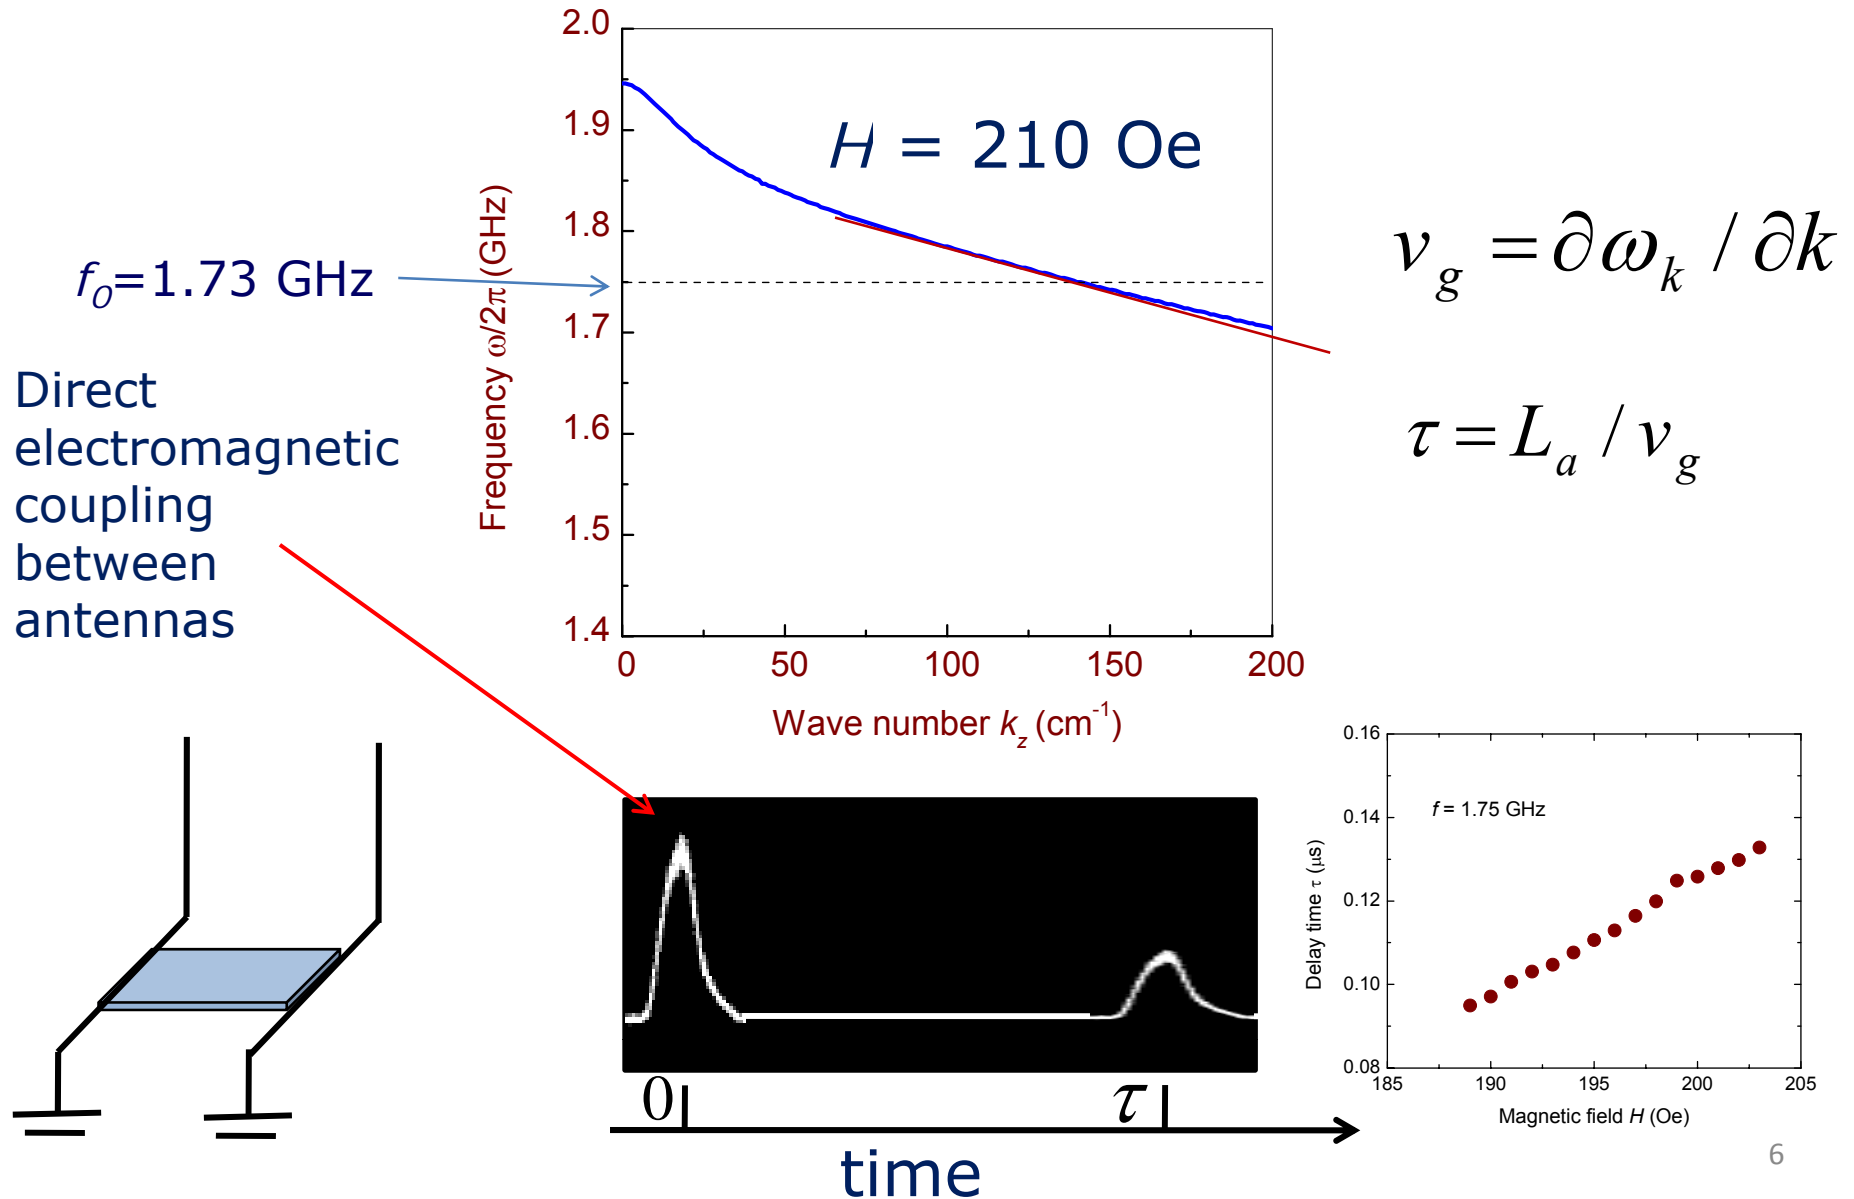 2.0
1.9
1.8
1.7
1.6
1.5
1.4
Frequency ω/2π (GHz)
H = 210 Oe
0 50 100 150 200
Wave number k_z (cm⁻¹)
f₀=1.73 GHz
v_g = ∂ω_k / ∂k
τ = L_a / v_g
Direct
electromagnetic
coupling
between
antennas
0 τ
time
0.16
0.14
0.12
0.10
0.08
Delay time τ (μs)
f = 1.75 GHz
185 190 195 200 205
Magnetic field H (Oe)
6